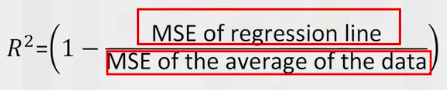 R²=(1 − MSE of regression line
MSE of the average of the data)